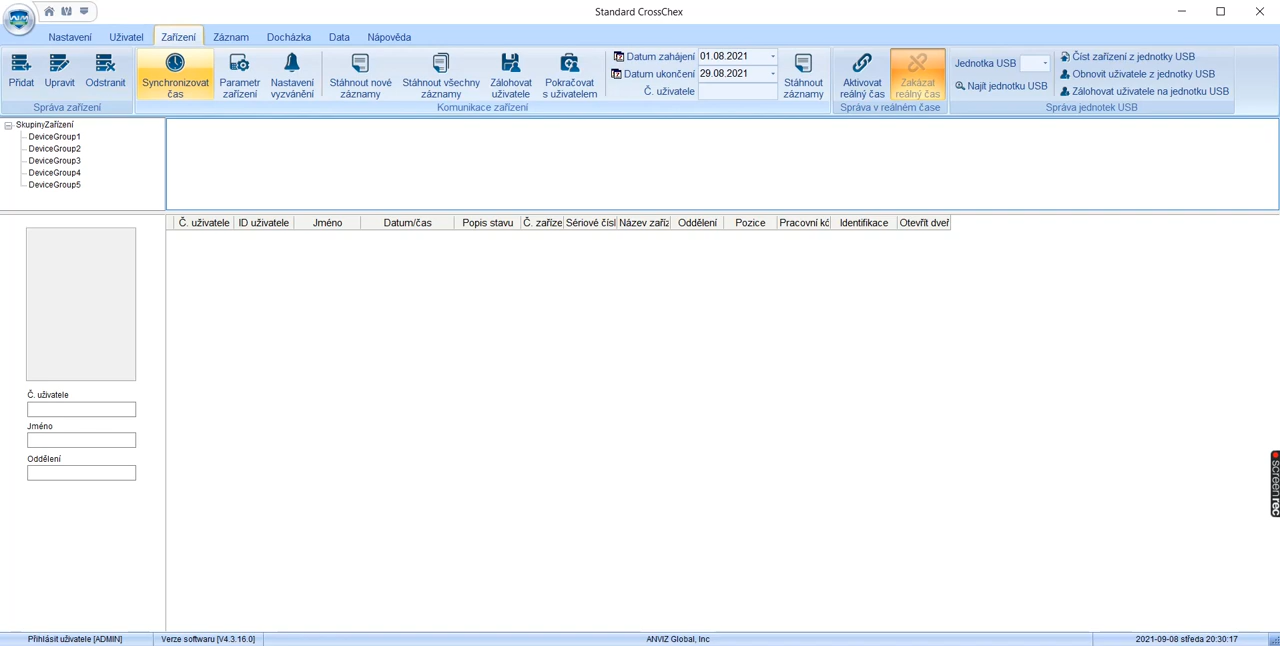 Standard CrossChex
Nastavení Uživatel Zařízení Záznam Docházka Data Nápověda
Přidat Upravit Odstranit
Správa zařízení
Synchronizovat čas
Parametr zařízení
Nastavení vyzvánění
Stáhnout nové záznamy
Stáhnout všechny záznamy
Zálohovat uživatele
Pokračovat s uživatelem
Datum zahájení 01.08.2021
Datum ukončení 29.08.2021
Č. uživatele
Stáhnout záznamy
Komunikace zařízení
Aktivovat reálný čas
Zakázat reálný čas
Správa v reálném čase
Jednotka USB
Najít jednotku USB
Číst zařízení z jednotky USB
Obnovit uživatele z jednotky USB
Zálohovat uživatele na jednotku USB
Správa jednotek USB
SkupinyZařízení
DeviceGroup1
DeviceGroup2
DeviceGroup3
DeviceGroup4
DeviceGroup5
Č. uživatele ID uživatele Jméno Datum/čas Popis stavu Č. zaříze Sériové čísl Název zaříz Oddělení Pozice Pracovní kó Identifikace Otevřít dveř
Č. uživatele
Jméno
Oddělení
screenrec
Přihlásit uživatele [ADMIN] Verze softwaru [V4.3.16.0] ANVIZ Global, Inc 2021-09-08 středa 20:30:17